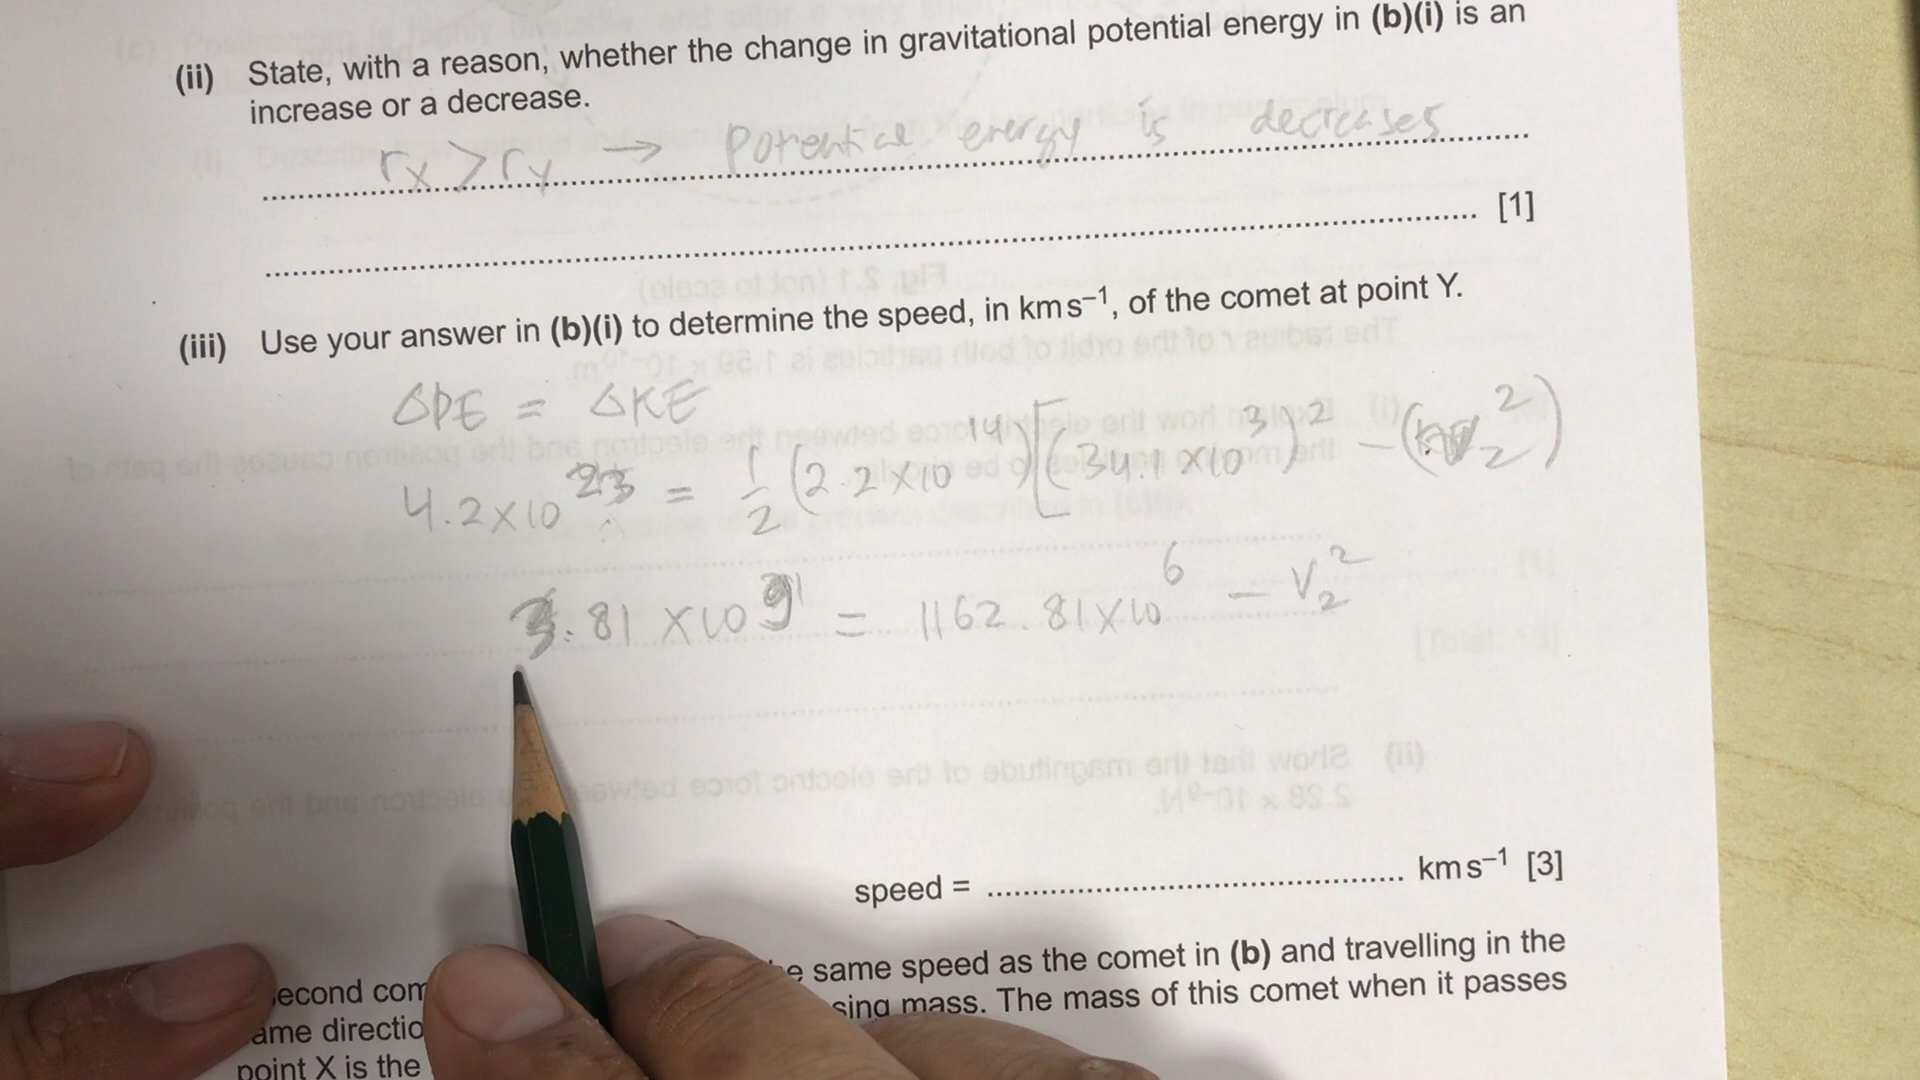 (ii) State, with a reason, whether the change in gravitational potential energy in (b)(i) is an
increase or a decrease.
rx > ry → Potential energy is decreases
[1]
(iii) Use your answer in (b)(i) to determine the speed, in km s⁻¹, of the comet at point Y.
ΔPE = ΔKE
4.2×10²³ = 1/2 (2.2×10¹⁴)[(34.1×10³)² − (v₂²)
.81 ×10 = 1162.81×10⁶ − v₂²
speed = .................... km s⁻¹ [3]
econd com e same speed as the comet in (b) and travelling in the
ame directio sing mass. The mass of this comet when it passes
point X is the